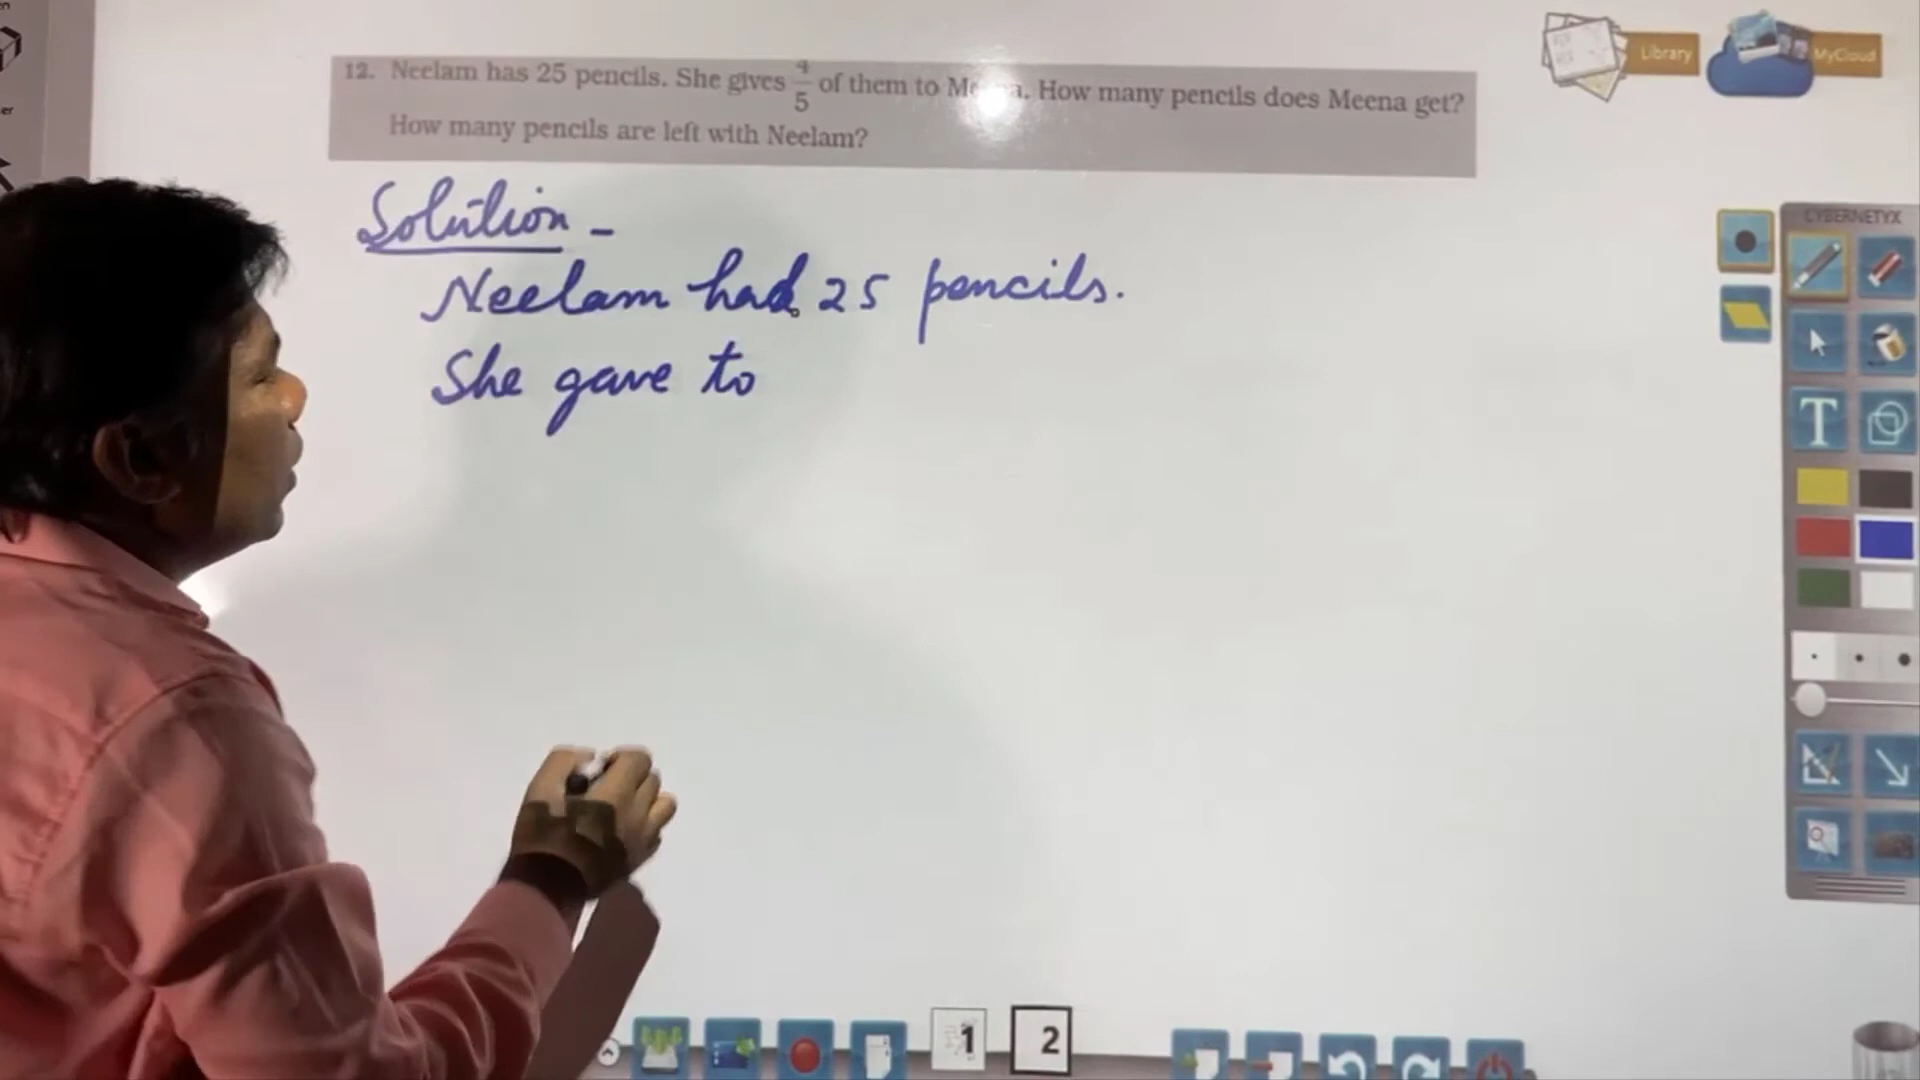 12. Neelam has 25 pencils. She gives 4/5 of them to. How many pencils does Meena get?
How many pencils are left with Neelam?
Library
MyCloud
Solution -
Neelam had 25 pencils.
She gave to
CYBERNETYX
T
1
2